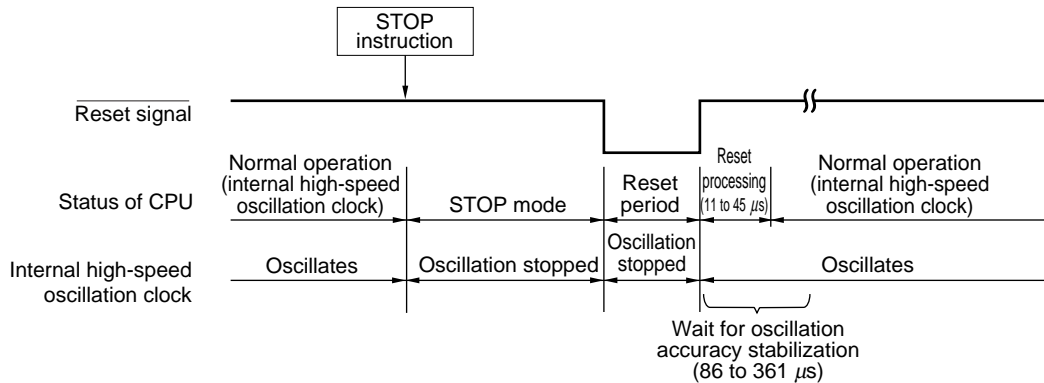 STOP
instruction
Reset signal
Status of CPU
Normal operation
(internal high-speed
oscillation clock)
STOP mode
Reset
period
Reset
processing
(11 to 45 μs)
Normal operation
(internal high-speed
oscillation clock)
Internal high-speed
oscillation clock
Oscillates
Oscillation stopped
Oscillation
stopped
Oscillates
Wait for oscillation
accuracy stabilization
(86 to 361 μs)